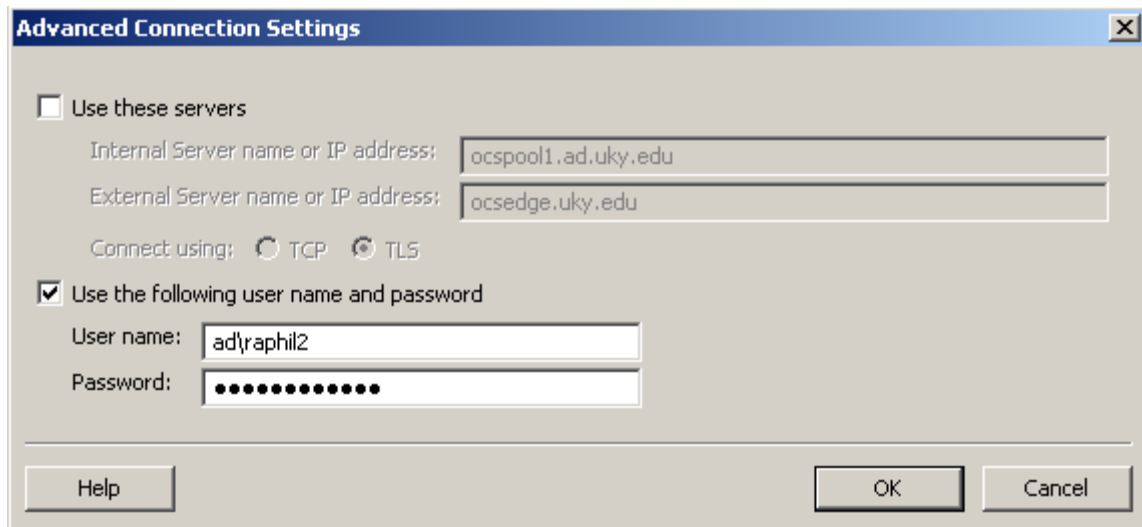 Advanced Connection Settings
Use these servers
Internal Server name or IP address: ocspool1.ad.uky.edu
External Server name or IP address: ocsedge.uky.edu
Connect using: TCP TLS
Use the following user name and password
User name: ad\raphil2
Password: ●●●●●●●●●●●●
Help OK Cancel